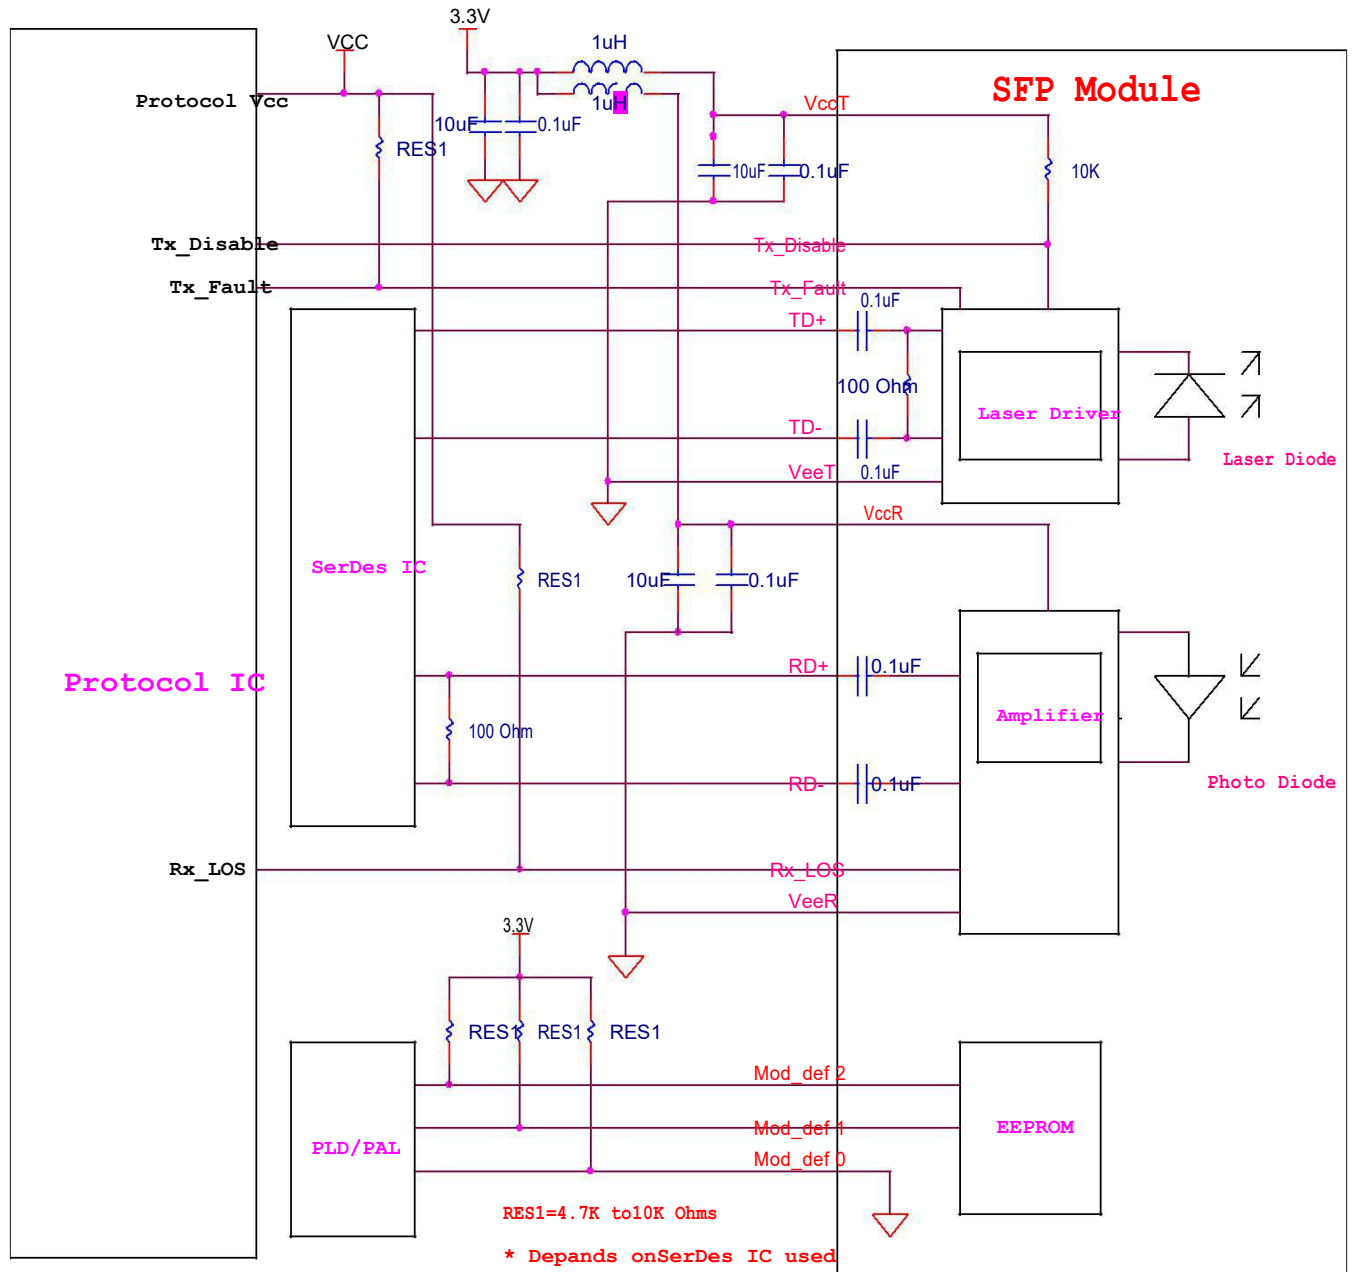 3.3V
VCC
1uH
SFP Module
Protocol Vcc
1uH
VccT
10uF
0.1uF
RES1
10uF
0.1uF
10K
Tx_Disable
Tx_Disable
Tx_Fault
Tx_Fault
0.1uF
TD+
100 Ohm
Laser Driver
TD-
Laser Diode
VeeT
0.1uF
VccR
SerDes IC
RES1
10uF
0.1uF
RD+
0.1uF
Protocol IC
Amplifier
100 Ohm
RD-
0.1uF
Photo Diode
Rx_LOS
Rx_LOS
VeeR
3.3V
RES1
RES1
RES1
Mod_def 2
Mod_def 1
EEPROM
PLD/PAL
Mod_def 0
RES1=4.7K to10K Ohms
* Depands onSerDes IC used